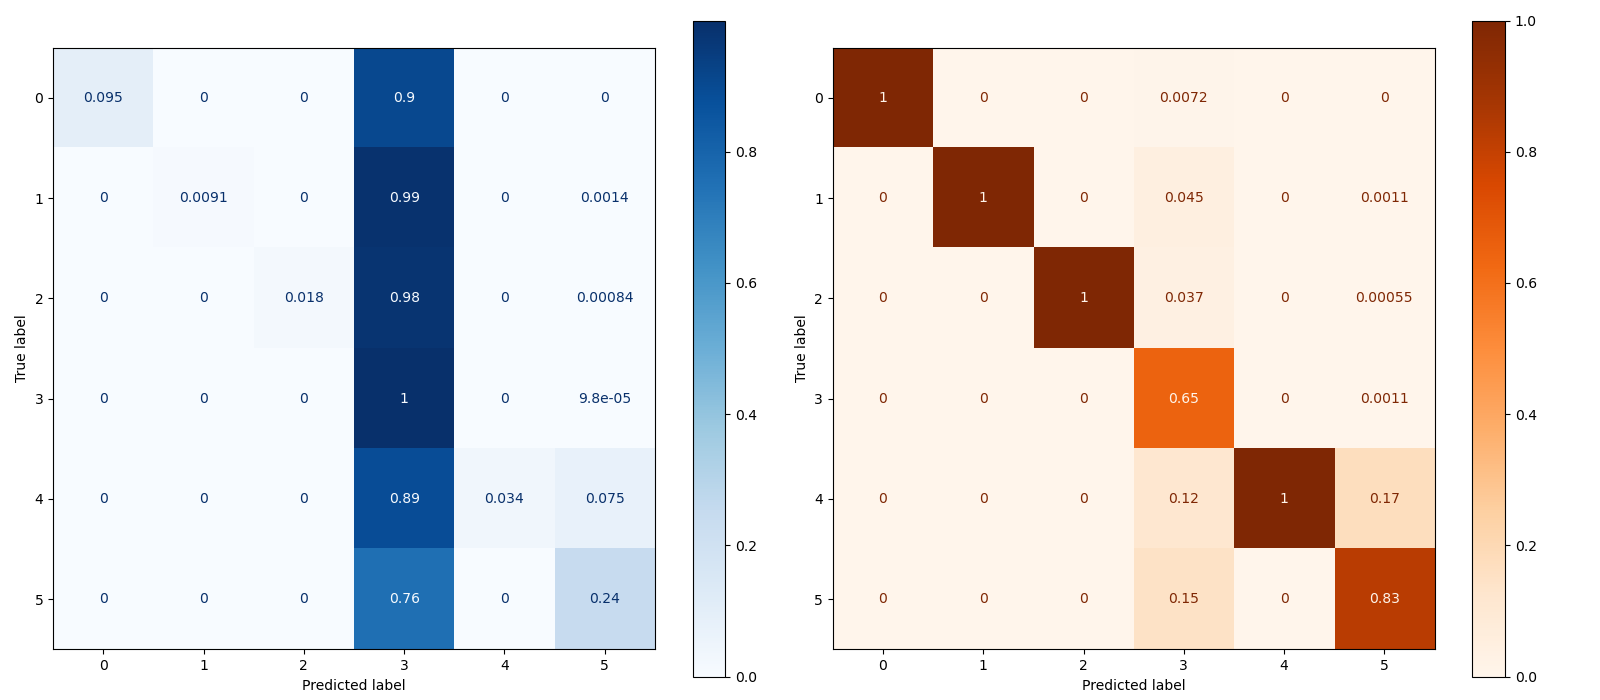 1.0
0 0.095 0 0 0.9 0 0
0 1 0 0 0.0072 0 0
0.8 0.8
1 0 0.0091 0 0.99 0 0.0014
1 0 1 0 0.045 0 0.0011
2 0 0 0.018 0.98 0 0.00084
2 0 0 1 0.037 0 0.00055
0.6 0.6
True label
True label
3 0 0 0 1 0 9.8e-05
3 0 0 0 0.65 0 0.0011
0.4 0.4
4 0 0 0 0.89 0.034 0.075
4 0 0 0 0.12 1 0.17
0.2 0.2
5 0 0 0 0.76 0 0.24
5 0 0 0 0.15 0 0.83
0 1 2 3 4 5
0 1 2 3 4 5
0.0 0.0
Predicted label
Predicted label